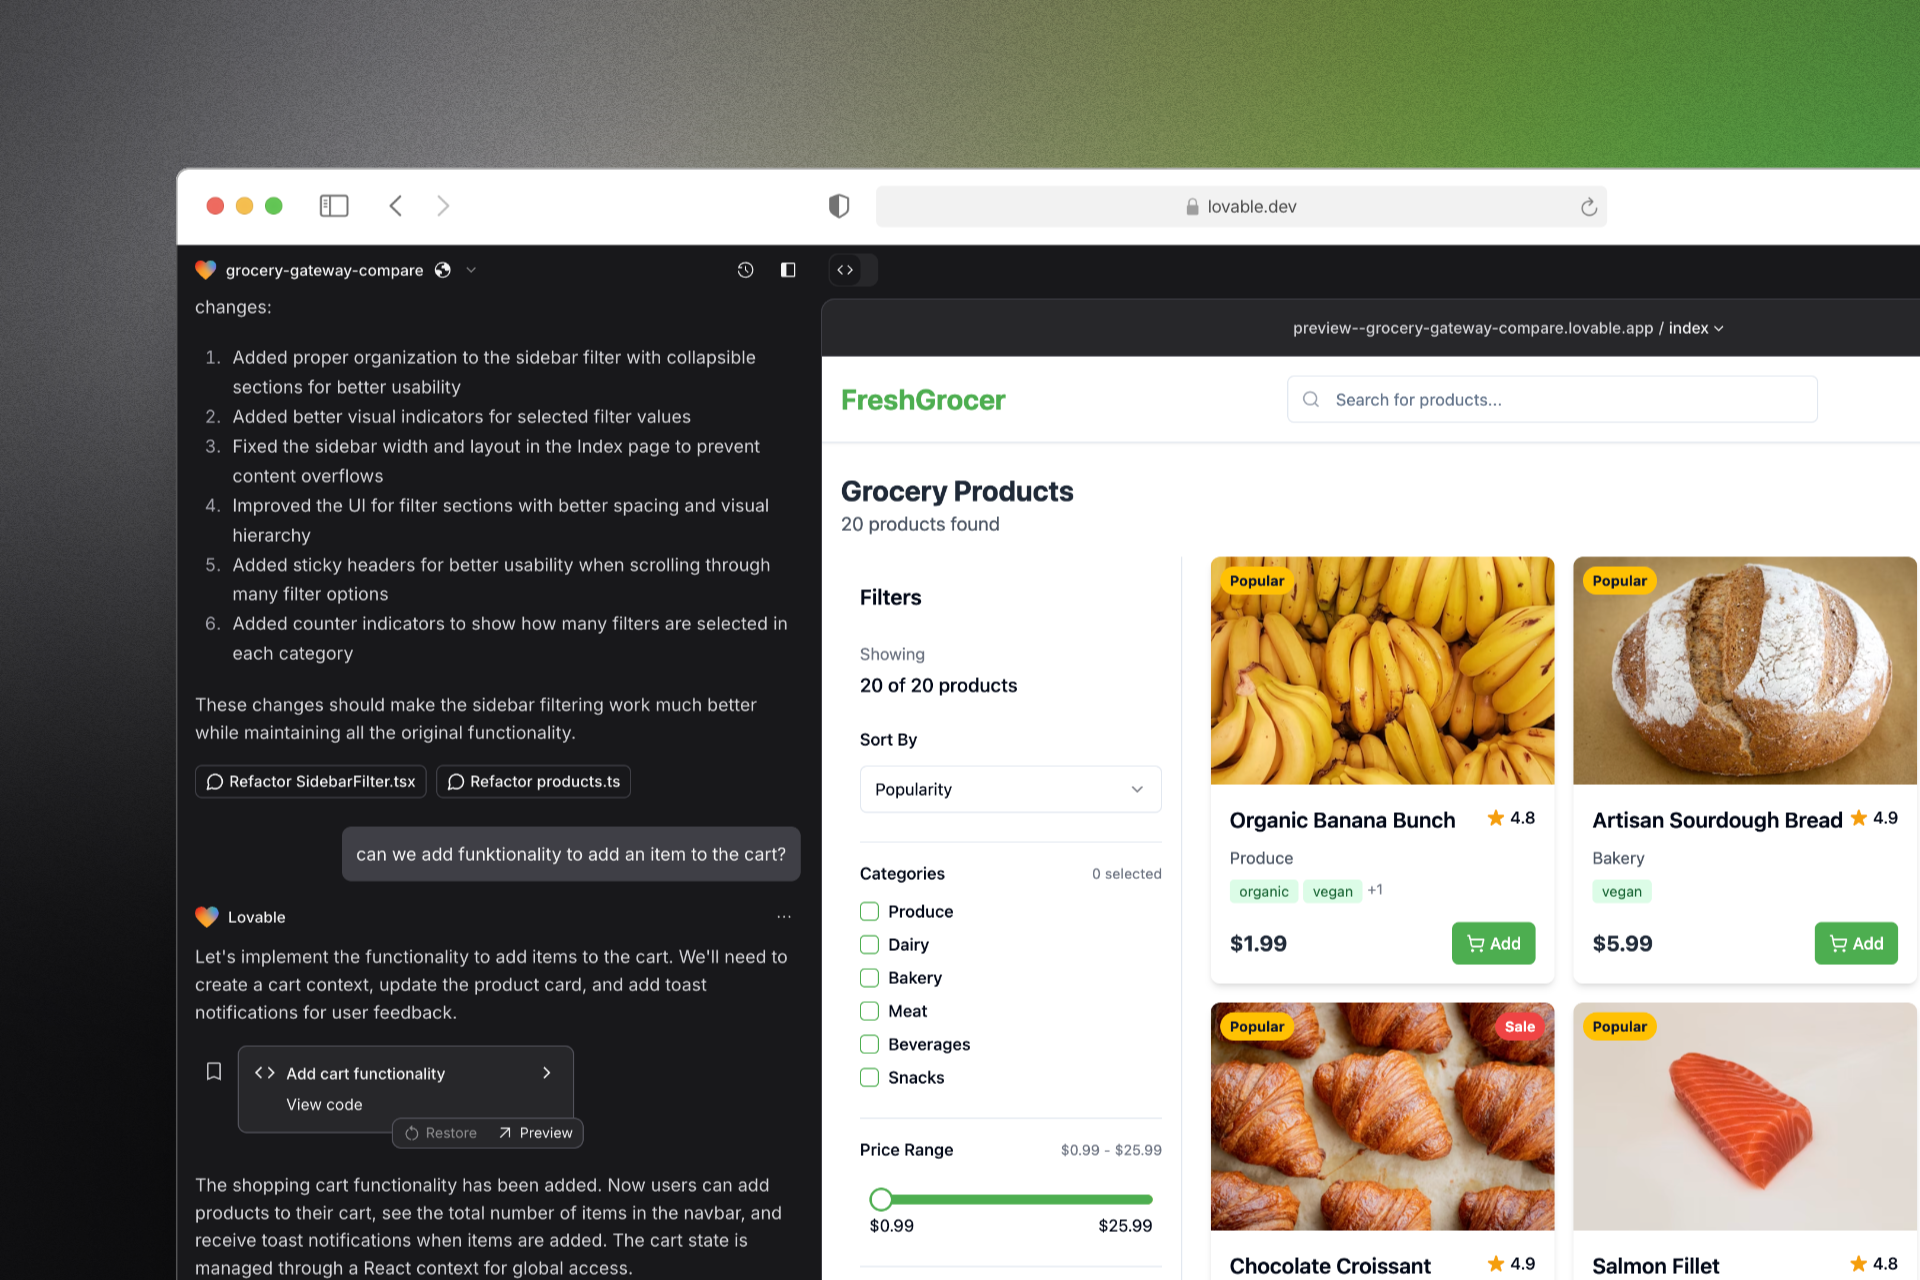 lovable.dev
grocery-gateway-compare
changes:
1. Added proper organization to the sidebar filter with collapsible
sections for better usability
2. Added better visual indicators for selected filter values
3. Fixed the sidebar width and layout in the Index page to prevent
content overflows
4. Improved the UI for filter sections with better spacing and visual
hierarchy
5. Added sticky headers for better usability when scrolling through
many filter options
6. Added counter indicators to show how many filters are selected in
each category
These changes should make the sidebar filtering work much better
while maintaining all the original functionality.
Refactor SidebarFilter.tsx
Refactor products.ts
can we add funktionality to add an item to the cart?
Lovable
Let's implement the functionality to add items to the cart. We'll need to
create a cart context, update the product card, and add toast
notifications for user feedback.
Add cart functionality
View code
Restore
Preview
The shopping cart functionality has been added. Now users can add
products to their cart, see the total number of items in the navbar, and
receive toast notifications when items are added. The cart state is
managed through a React context for global access.
preview--grocery-gateway-compare.lovable.app / index
FreshGrocer
Search for products...
Grocery Products
20 products found
Filters
Showing
20 of 20 products
Sort By
Popularity
Categories
0 selected
Produce
Dairy
Bakery
Meat
Beverages
Snacks
Price Range
$0.99 - $25.99
$0.99
$25.99
Popular
Organic Banana Bunch
4.8
Produce
organic
vegan
+1
$1.99
Add
Popular
Artisan Sourdough Bread
4.9
Bakery
vegan
$5.99
Add
Popular
Sale
Chocolate Croissant
4.9
Popular
Salmon Fillet
4.8